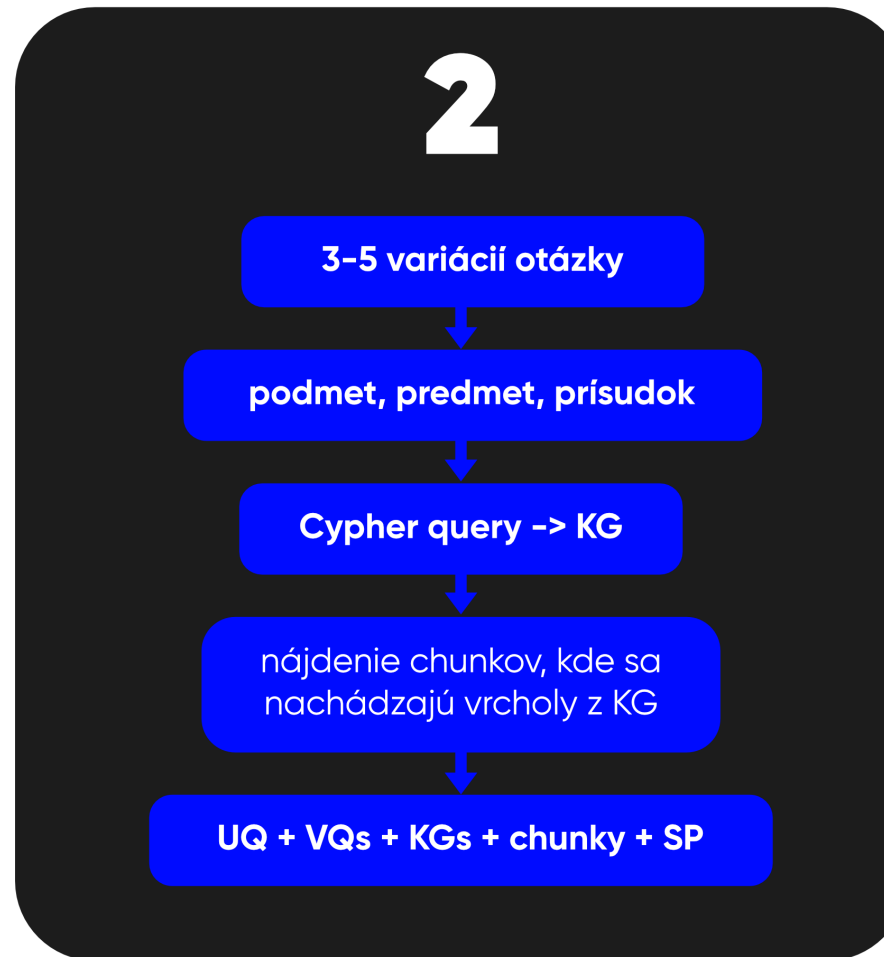 2
3-5 variácií otázky
podmet, predmet, prísudok
Cypher query -> KG
nájdenie chunkov, kde sa
nachádzajú vrcholy z KG
UQ + VQs + KGs + chunky + SP